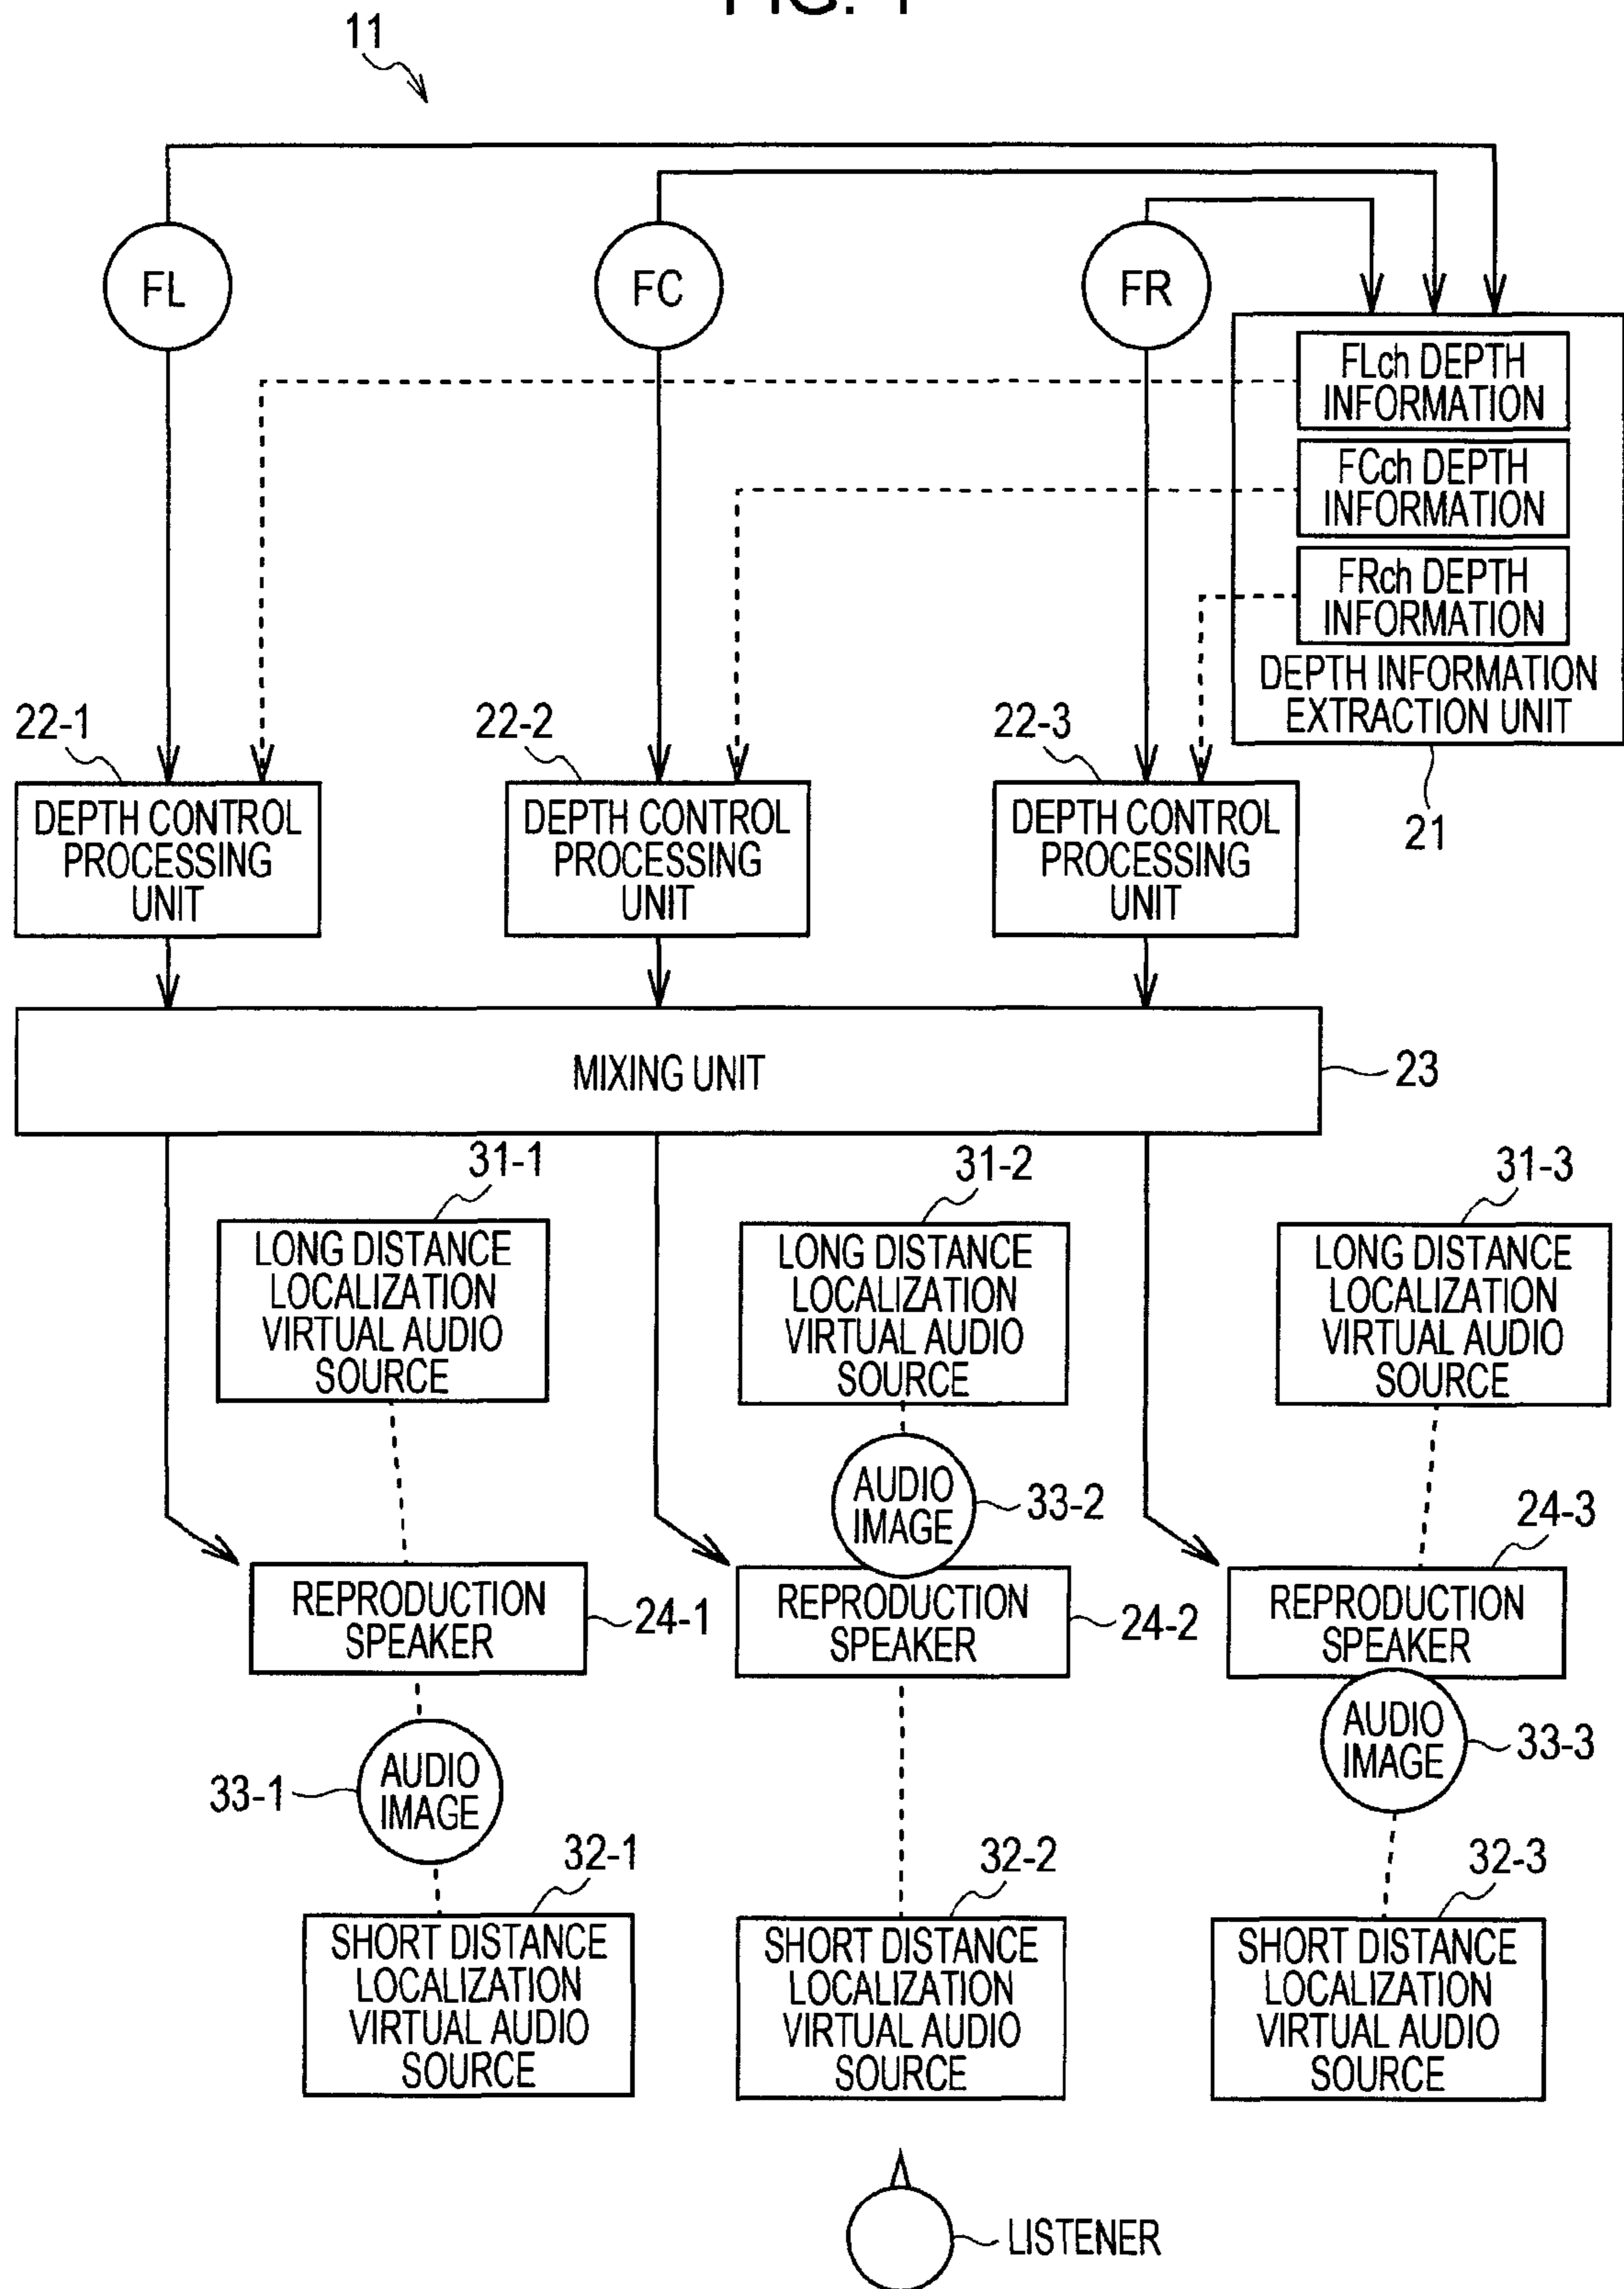 FIG. 1
11
FL
FC
FR
FLch DEPTH
INFORMATION
FCch DEPTH
INFORMATION
FRch DEPTH
INFORMATION
DEPTH INFORMATION
EXTRACTION UNIT
21
22-1
22-2
22-3
DEPTH CONTROL
PROCESSING
UNIT
DEPTH CONTROL
PROCESSING
UNIT
DEPTH CONTROL
PROCESSING
UNIT
MIXING UNIT
23
31-1
31-2
31-3
LONG DISTANCE
LOCALIZATION
VIRTUAL AUDIO
SOURCE
LONG DISTANCE
LOCALIZATION
VIRTUAL AUDIO
SOURCE
LONG DISTANCE
LOCALIZATION
VIRTUAL AUDIO
SOURCE
AUDIO
IMAGE
33-2
24-3
REPRODUCTION
SPEAKER
24-1
REPRODUCTION
SPEAKER
24-2
REPRODUCTION
SPEAKER
AUDIO
IMAGE
33-3
33-1
AUDIO
IMAGE
32-1
32-2
32-3
SHORT DISTANCE
LOCALIZATION
VIRTUAL AUDIO
SOURCE
SHORT DISTANCE
LOCALIZATION
VIRTUAL AUDIO
SOURCE
SHORT DISTANCE
LOCALIZATION
VIRTUAL AUDIO
SOURCE
LISTENER